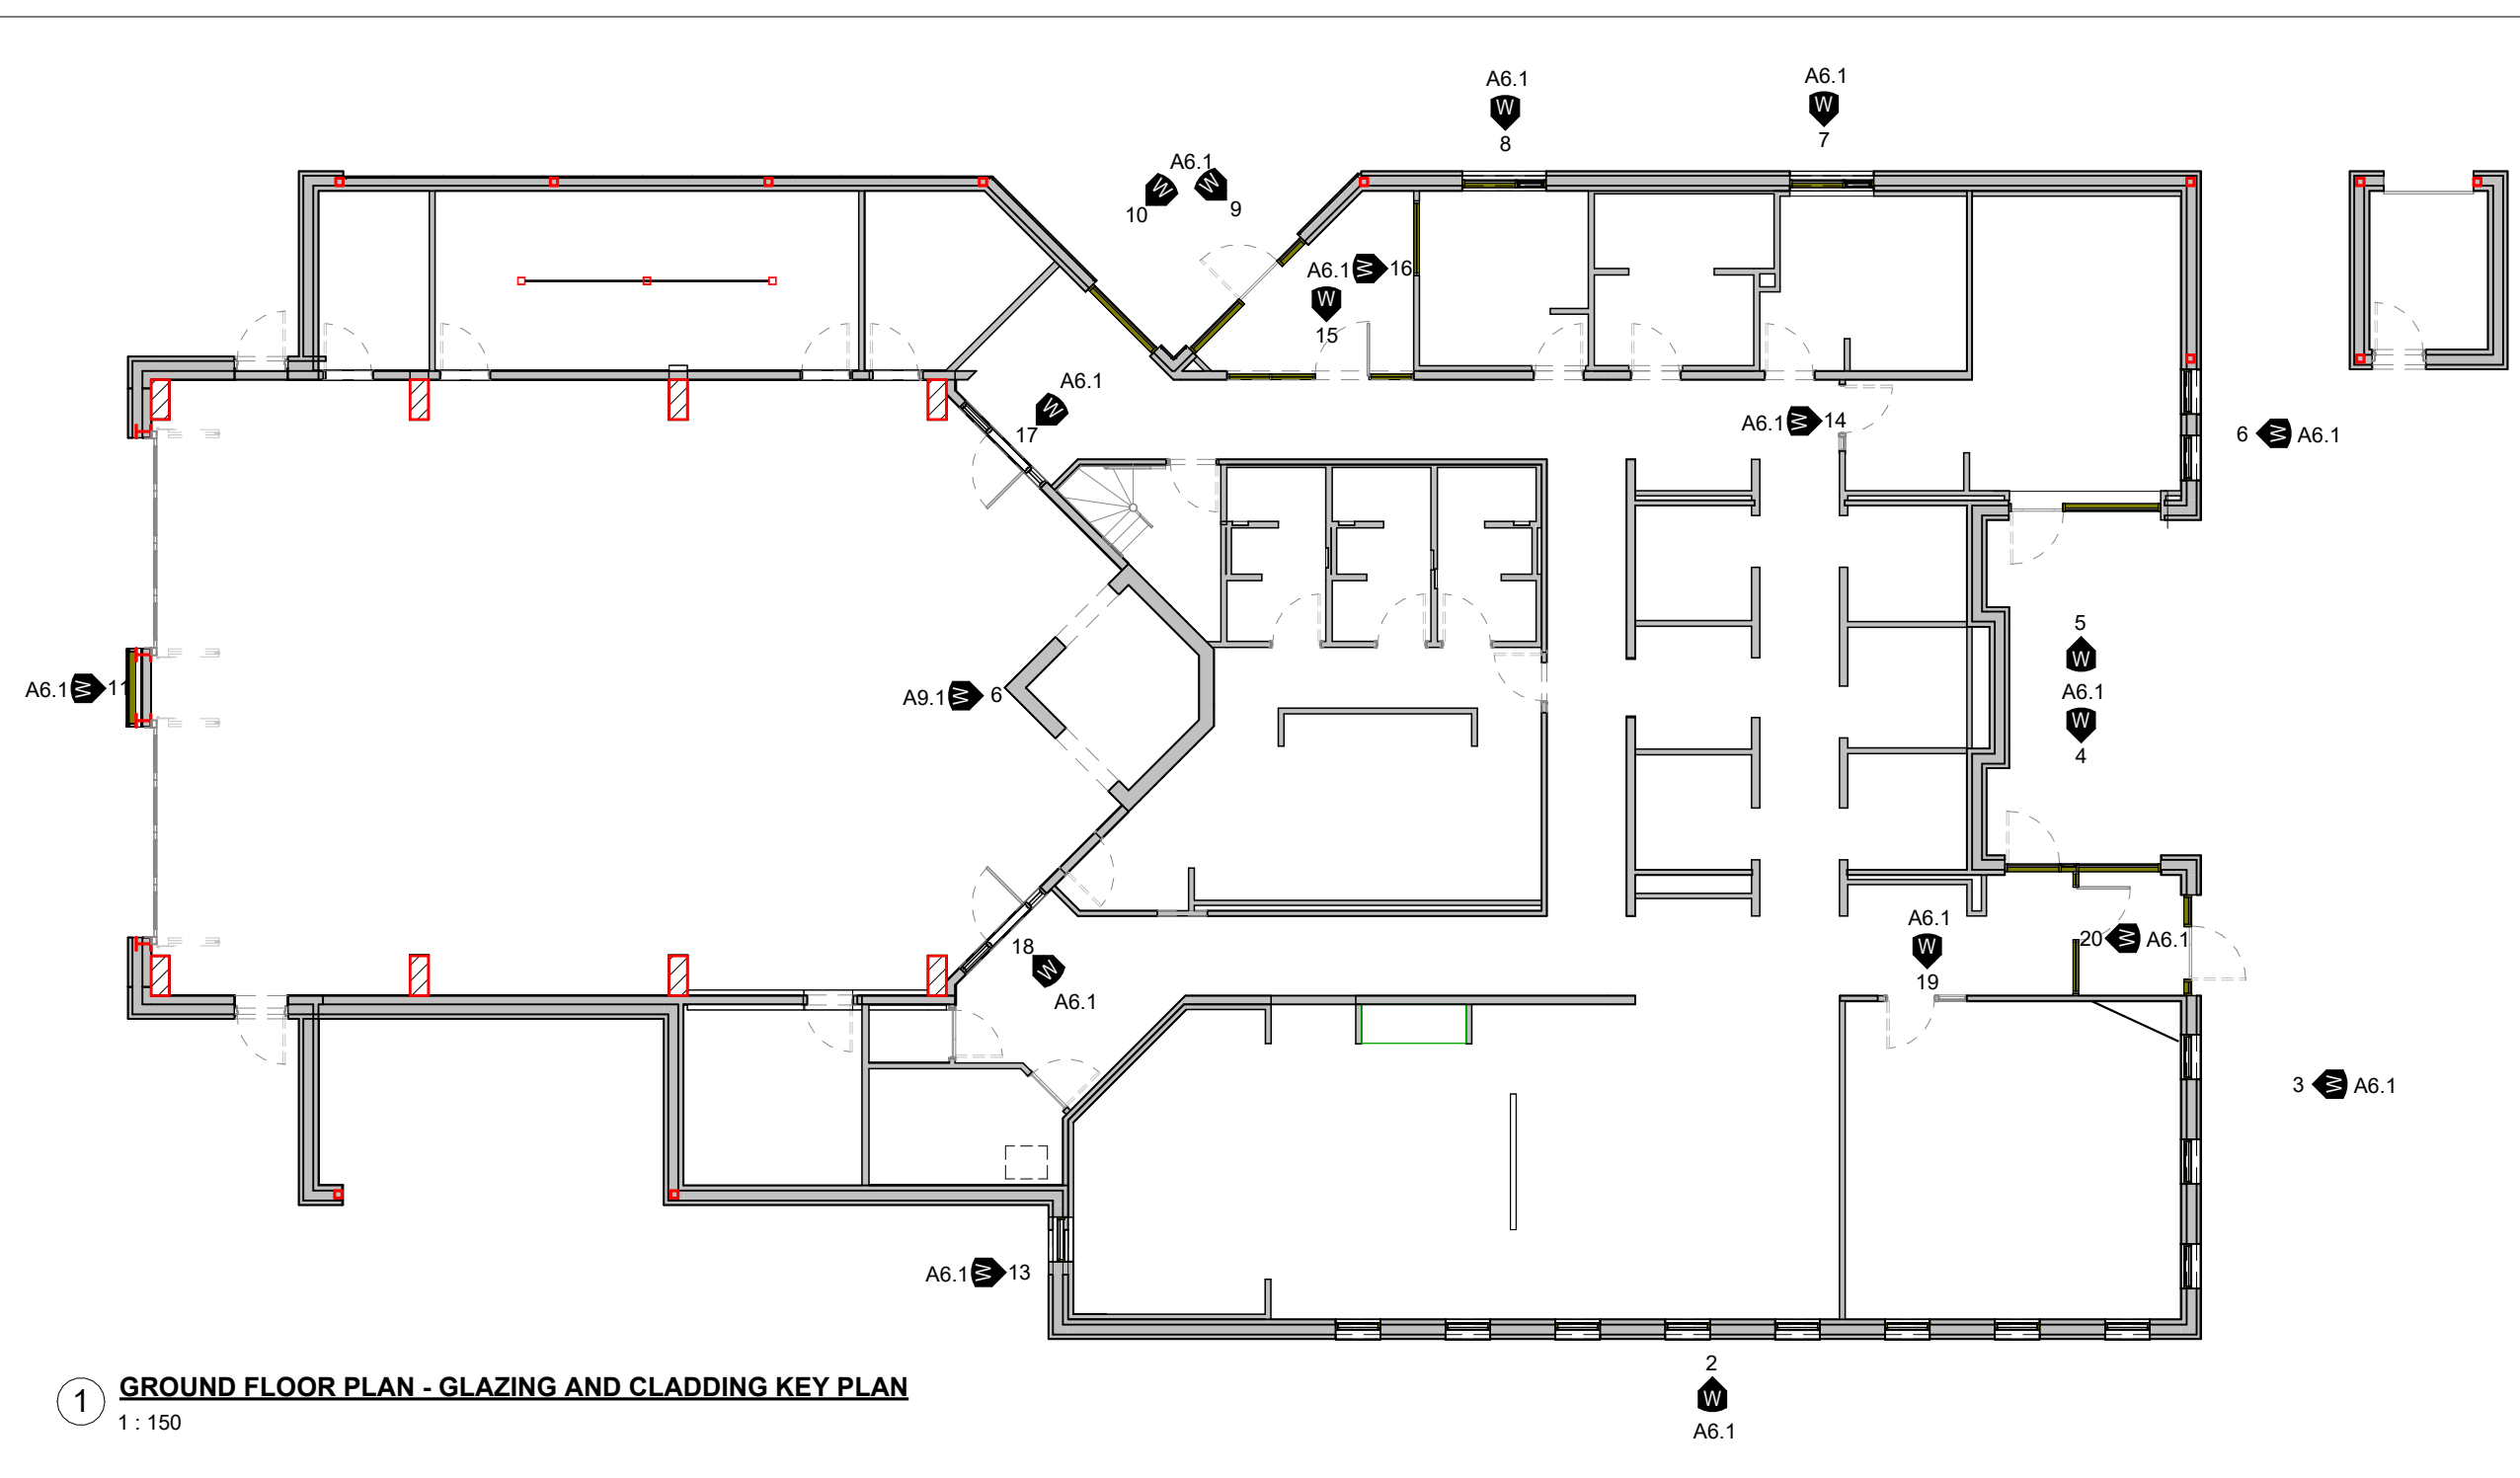 A6.1
W
8
A6.1
W
7
A6.1
W
10
W
9
A6.1 W 16
W
15
A6.1
W
17
A6.1 W 14
6 W A6.1
5
W
A6.1
W
4
A6.1 W 11
A9.1 W 6
A6.1
W
19
20 W A6.1
18
W
A6.1
3 W A6.1
A6.1 W 13
2
W
A6.1
1 GROUND FLOOR PLAN - GLAZING AND CLADDING KEY PLAN
1 : 150